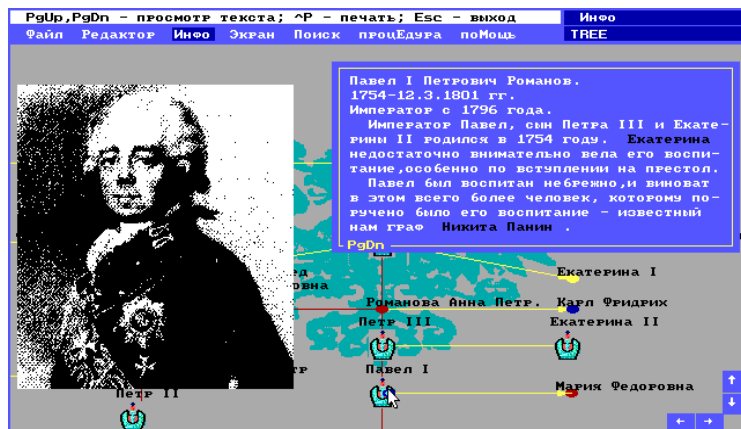 PgUp,PgDn - просмотр текста; ^P - печать; Esc - выход
Инфо
Файл Редактор Инфо Экран Поиск процЕдура поМощь
TREE
Павел I Петрович Романов.
1754-12.3.1801 гг.
Император с 1796 года.
Император Павел, сын Петра III и Екате-
рины II родился в 1754 году. Екатерина
недостаточно внимательно вела его воспи-
тание,особенно по вступлении на престол.
Павел был воспитан небрежно,и виноват
в этом всего более человек, которому по-
ручено было его воспитание - известный
нам граф Никита Панин .
PgDn
Екатерина I
Романова Анна Петр.
Карл Фридрих
Петр III
Екатерина II
Павел I
Мария Федоровна
Петр II